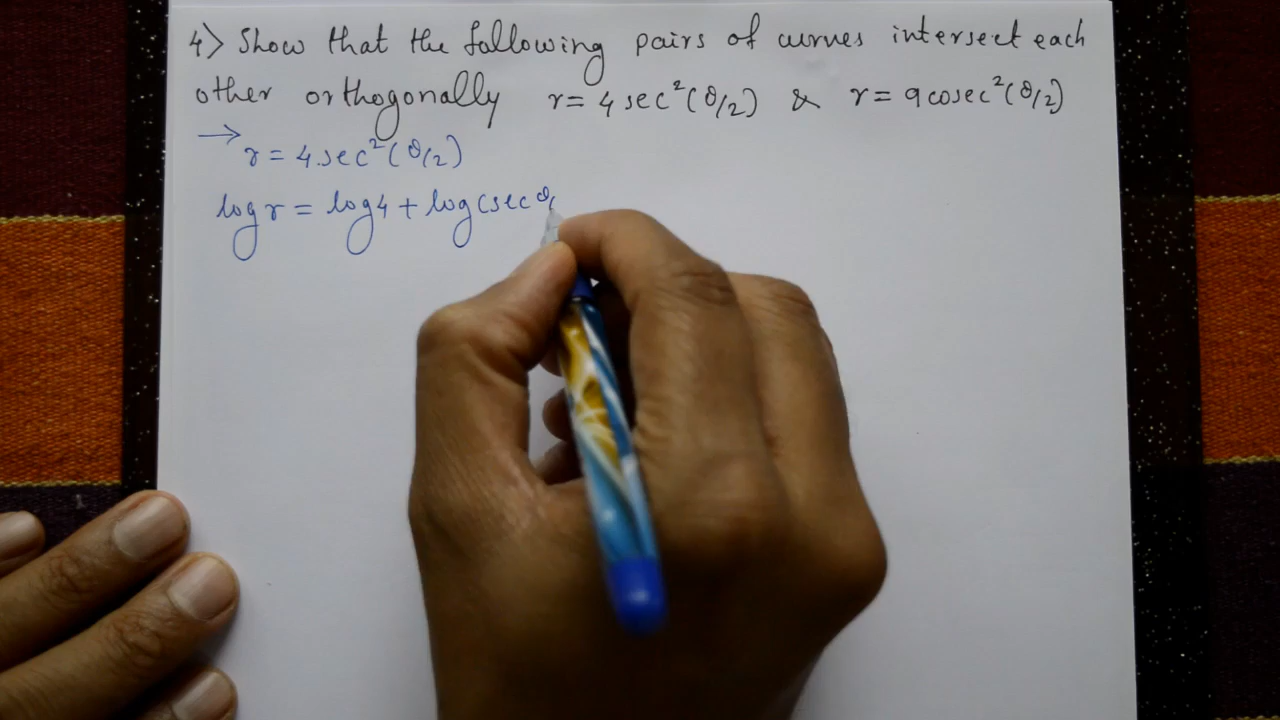 4) Show that the following pairs of curves intersect each
other orthogonally r = 4 sec²(θ/2) & r = 9 cosec²(θ/2)
→ r = 4 sec²(θ/2)
log r = log 4 + log(sec θ/